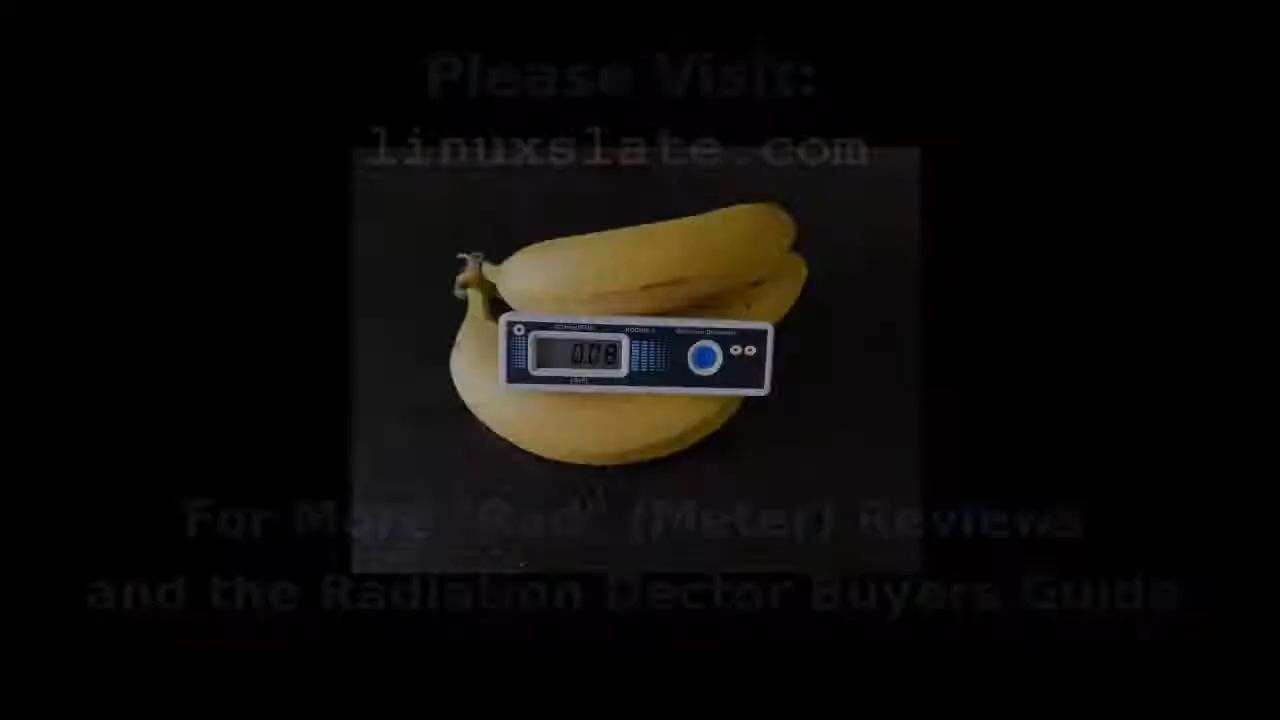 Please Visit:
linuxslate.com
0.08
For More "Rad" (Meter) Reviews
and the Radiation Dector Buyers Guide